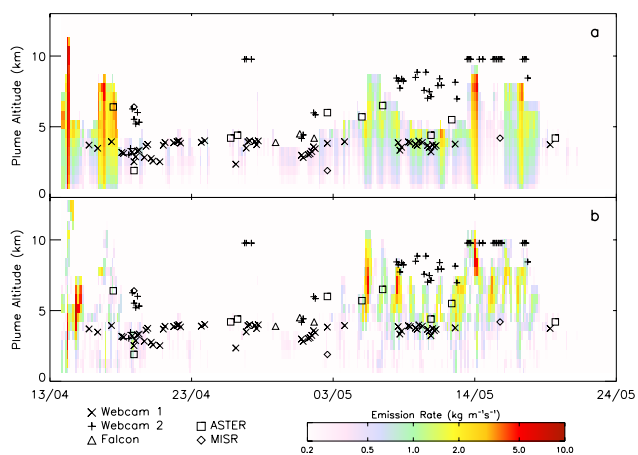 a
10
5
0
Plume Altitude (km)
b
10
5
0
Plume Altitude (km)
13/04 23/04 03/05 14/05 24/05
Webcam 1
Webcam 2
Falcon
ASTER
MISR
Emission Rate (kg m⁻¹s⁻¹)
0.2 0.5 1.0 2.0 5.0 10.0